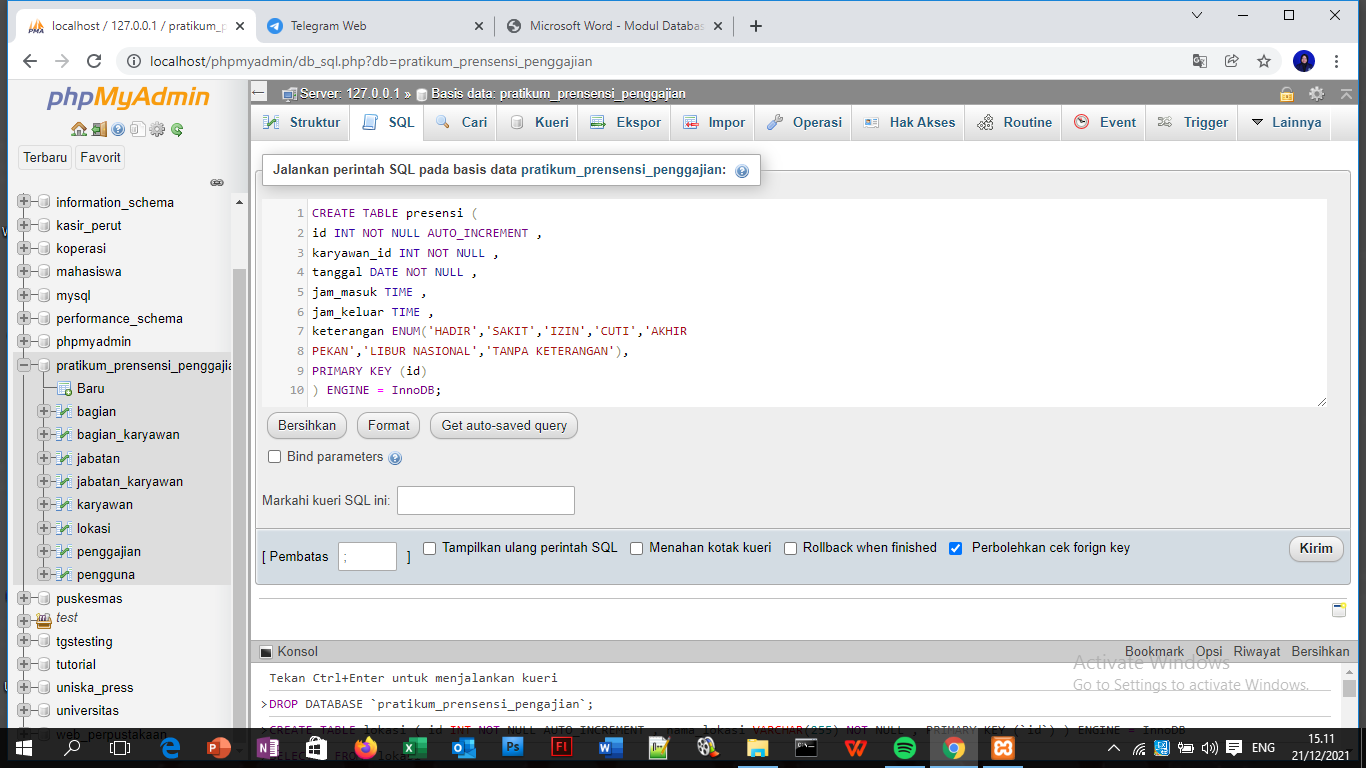 localhost / 127.0.0.1 / pratikum_p
Telegram Web
Microsoft Word - Modul Databas
localhost/phpmyadmin/db_sql.php?db=pratikum_prensensi_penggajian
phpMyAdmin
Terbaru
Favorit
information_schema
kasir_perut
koperasi
mahasiswa
mysql
performance_schema
phpmyadmin
pratikum_prensensi_penggajia
Baru
bagian
bagian_karyawan
jabatan
jabatan_karyawan
karyawan
lokasi
penggajian
pengguna
puskesmas
test
tgstesting
tutorial
uniska_press
universitas
web_perpustakaan
Server: 127.0.0.1 » Basis data: pratikum_prensensi_penggajian
Struktur
SQL
Cari
Kueri
Ekspor
Impor
Operasi
Hak Akses
Routine
Event
Trigger
Lainnya
Jalankan perintah SQL pada basis data pratikum_prensensi_penggajian:
1 CREATE TABLE presensi (
2 id INT NOT NULL AUTO_INCREMENT ,
3 karyawan_id INT NOT NULL ,
4 tanggal DATE NOT NULL ,
5 jam_masuk TIME ,
6 jam_keluar TIME ,
7 keterangan ENUM('HADIR','SAKIT','IZIN','CUTI','AKHIR
8 PEKAN','LIBUR NASIONAL','TANPA KETERANGAN'),
9 PRIMARY KEY (id)
10 ) ENGINE = InnoDB;
Bersihkan
Format
Get auto-saved query
Bind parameters
Markahi kueri SQL ini:
[ Pembatas ; ]
Tampilkan ulang perintah SQL
Menahan kotak kueri
Rollback when finished
Perbolehkan cek forign key
Kirim
Konsol
Bookmark Opsi Riwayat Bersihkan
Activate Windows
Go to Settings to activate Windows.
Tekan Ctrl+Enter untuk menjalankan kueri
>DROP DATABASE `pratikum_prensensi_pengajian`;
>CREATE TABLE lokasi ( id INT NOT NULL AUTO_INCREMENT , nama_lokasi VARCHAR(255) NOT NULL , PRIMARY KEY (`id`) ) ENGINE = InnoDB
ENG
15.11
21/12/2021